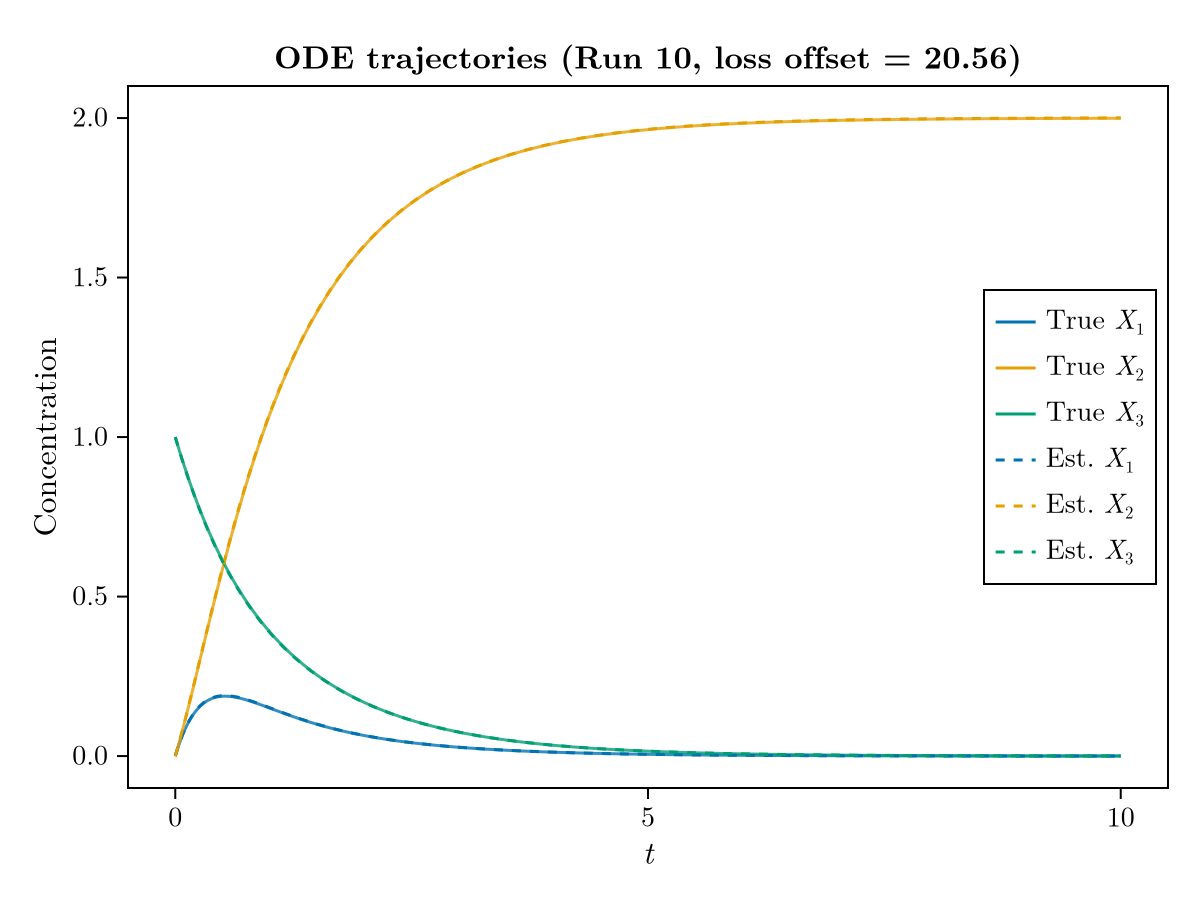 ODE trajectories (Run 10, loss offset = 20.56)
2.0
1.5
1.0
0.5
0.0
Concentration
True X₁
True X₂
True X₃
Est. X₁
Est. X₂
Est. X₃
0 5 10
t